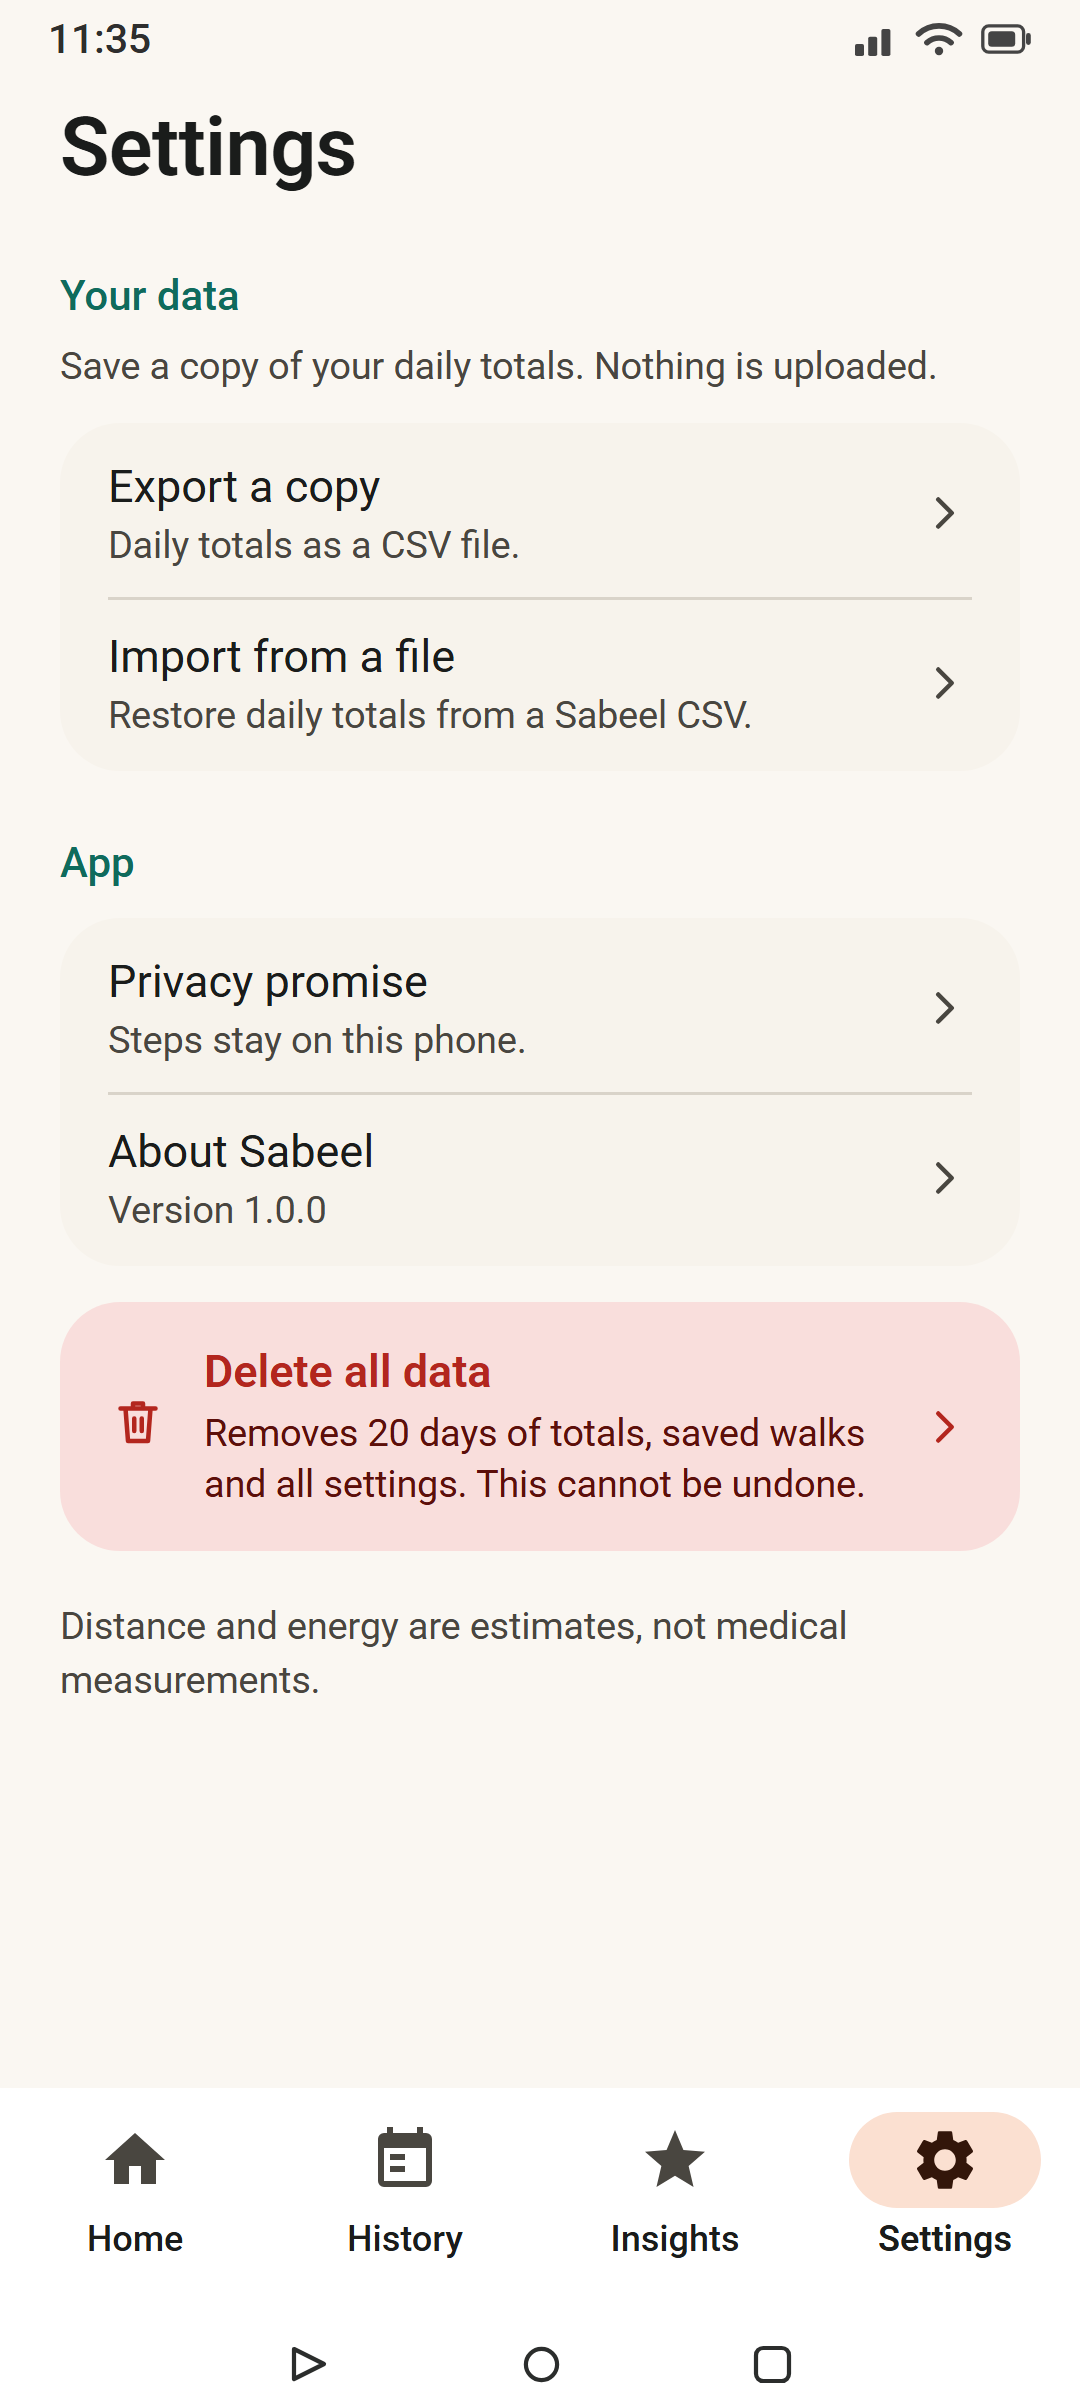 11:35
Settings
Your data
Save a copy of your daily totals. Nothing is uploaded.
Export a copy
Daily totals as a CSV file.
Import from a file
Restore daily totals from a Sabeel CSV.
App
Privacy promise
Steps stay on this phone.
About Sabeel
Version 1.0.0
Delete all data
Removes 20 days of totals, saved walks
and all settings. This cannot be undone.
Distance and energy are estimates, not medical
measurements.
Home
History
Insights
Settings